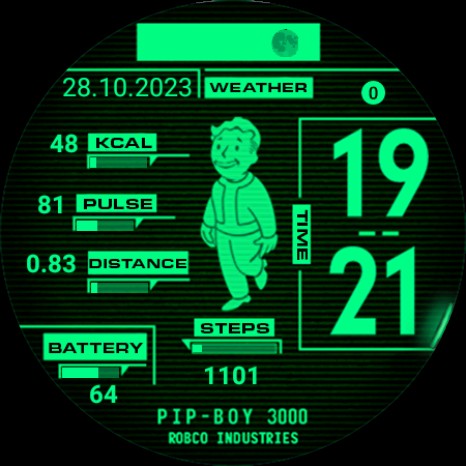 28.10.2023 WEATHER 0
48 KCAL
81 PULSE
0.83 DISTANCE
TIME
19
21
STEPS
1101
BATTERY
64
PIP-BOY 3000
ROBCO INDUSTRIES